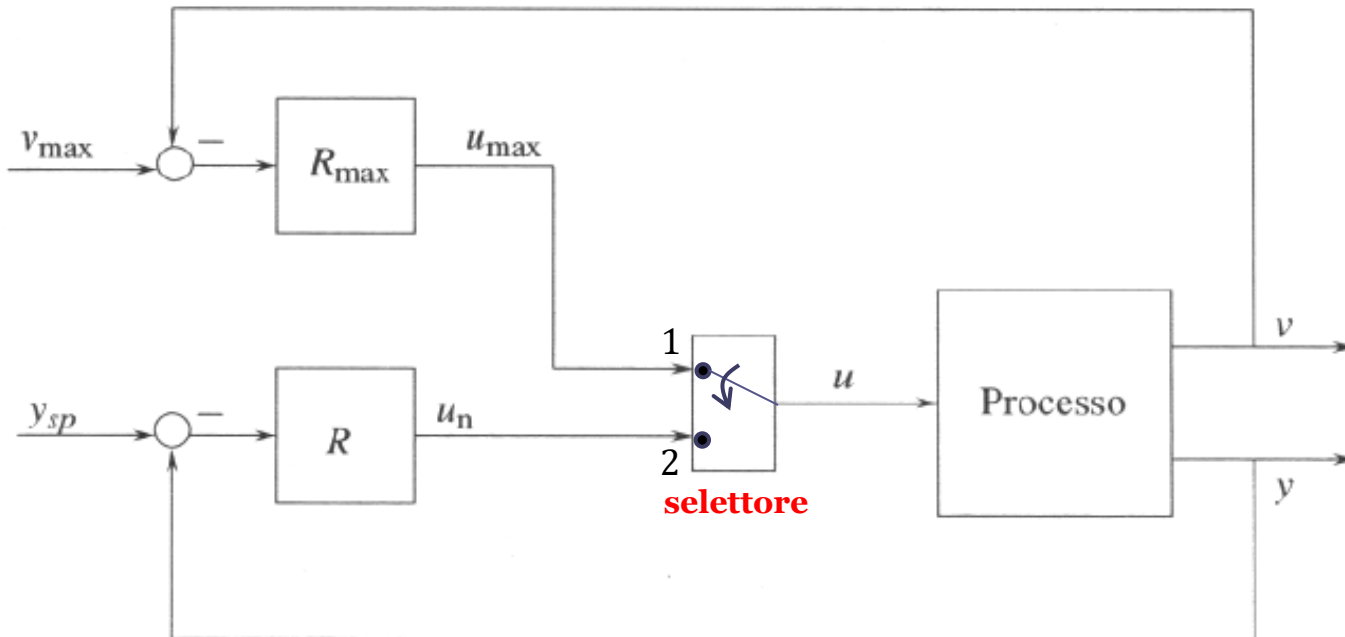 v_max
−
R_max
u_max
1
v
u
Processo
y_sp
−
R
u_n
2
y
selettore